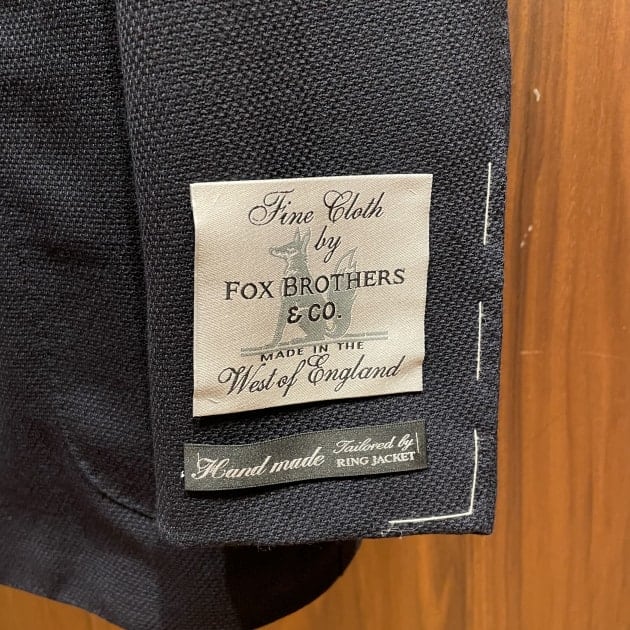 Fine Cloth
by
FOX BROTHERS
& CO.
MADE IN THE
West of England
Hand made Tailored by
RING JACKET